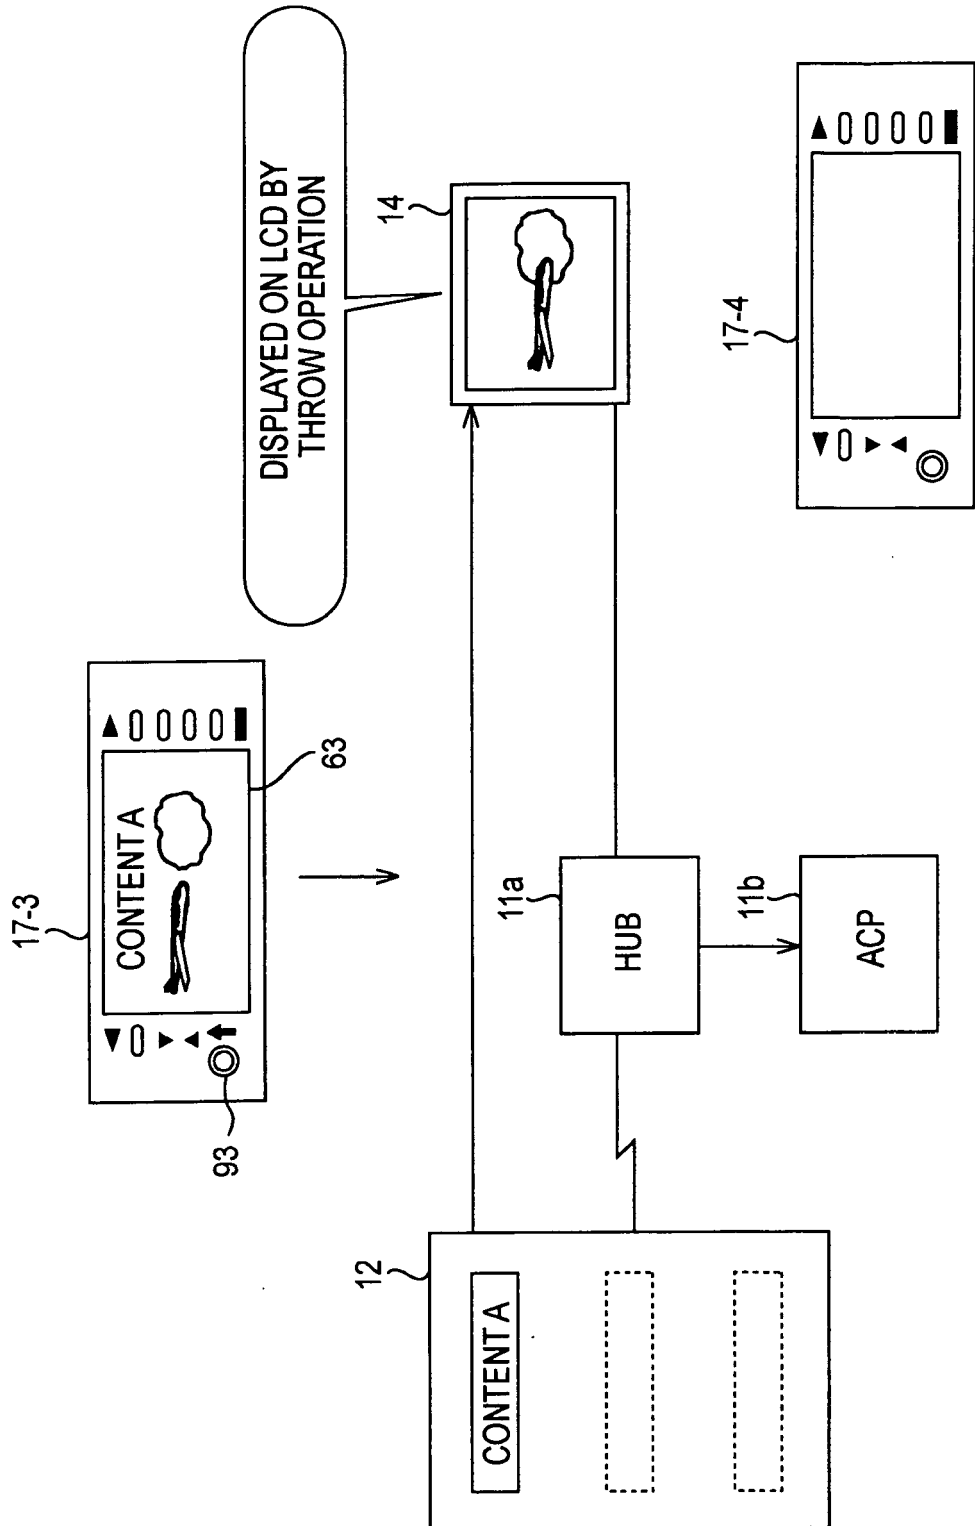 DISPLAYED ON LCD BY
THROW OPERATION
17-3
CONTENT A
63
93
14
17-4
12
CONTENT A
11a
HUB
11b
ACP